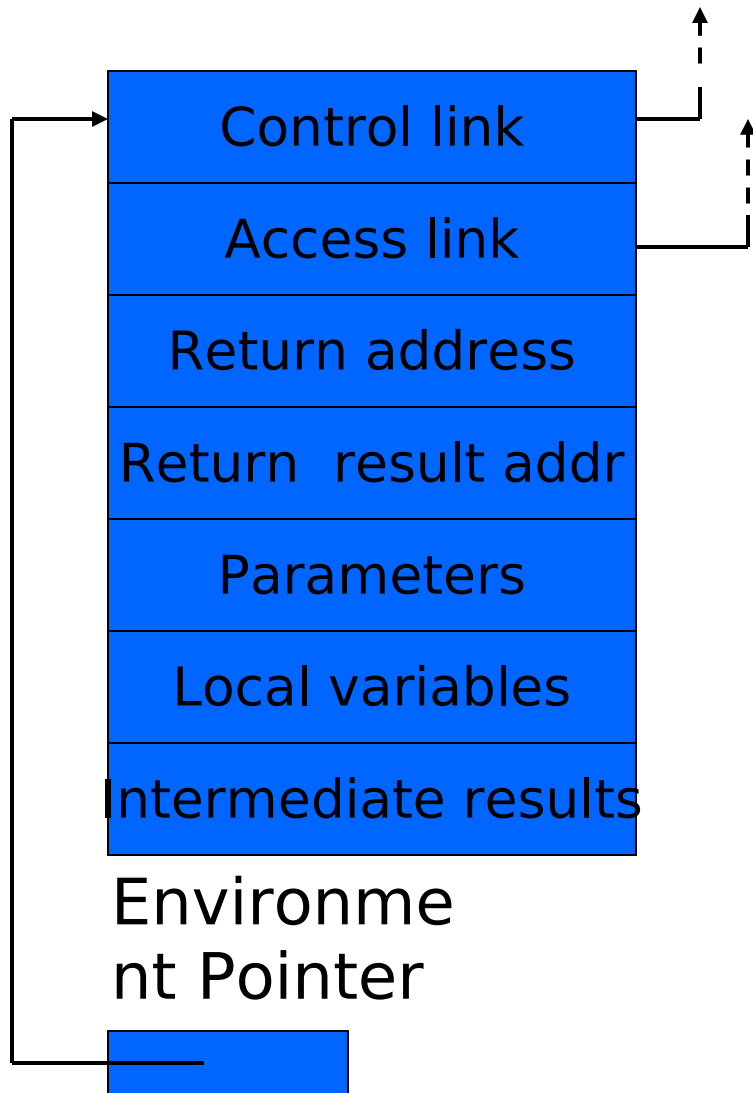 Control link
Access link
Return address
Return  result addr
Parameters
Local variables
Intermediate results
Environme
nt Pointer